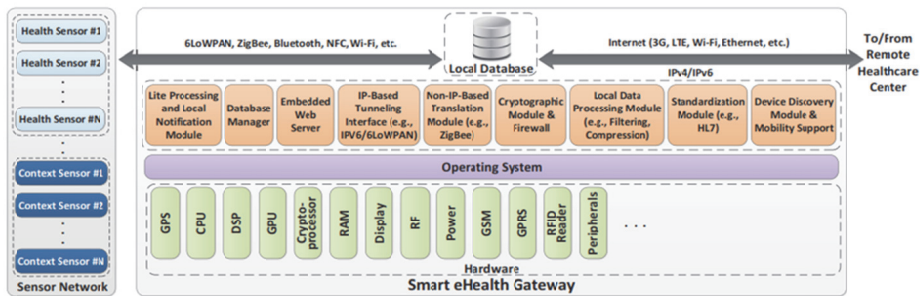 Health Sensor #1
Health Sensor #2
Health Sensor #N
Context Sensor #1
Context Sensor #2
Context Sensor #N
Sensor Network
6LoWPAN, ZigBee, Bluetooth, NFC,Wi-Fi, etc.
Local Database
Internet (3G, LTE, Wi-Fi,Ethernet, etc.)
IPv4/IPv6
To/from
Remote
Healthcare
Center
Lite Processing
and Local
Notification
Module
Database
Manager
Embedded
Web
Server
IP-Based
Tunneling
Interface (e.g.,
IPV6/6LoWPAN)
Non-IP-Based
Translation
Module (e.g.,
ZigBee)
Cryptographic
Module &
Firewall
Local Data
Processing Module
(e.g., Filtering,
Compression)
Standardization
Module (e.g.,
HL7)
Device Discovery
Module &
Mobility Support
Operating System
GPS
CPU
DSP
GPU
Crypto-
processor
RAM
Display
RF
Power
GSM
GPRS
RFID
Reader
Peripherals
. . .
Hardware
Smart eHealth Gateway